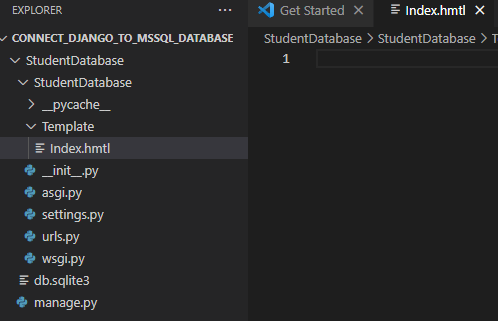 EXPLORER
CONNECT_DJANGO_TO_MSSQL_DATABASE
StudentDatabase
StudentDatabase
__pycache__
Template
Index.hmtl
__init__.py
asgi.py
settings.py
urls.py
wsgi.py
db.sqlite3
manage.py
Get Started
Index.hmtl
StudentDatabase > StudentDatabase > T
1